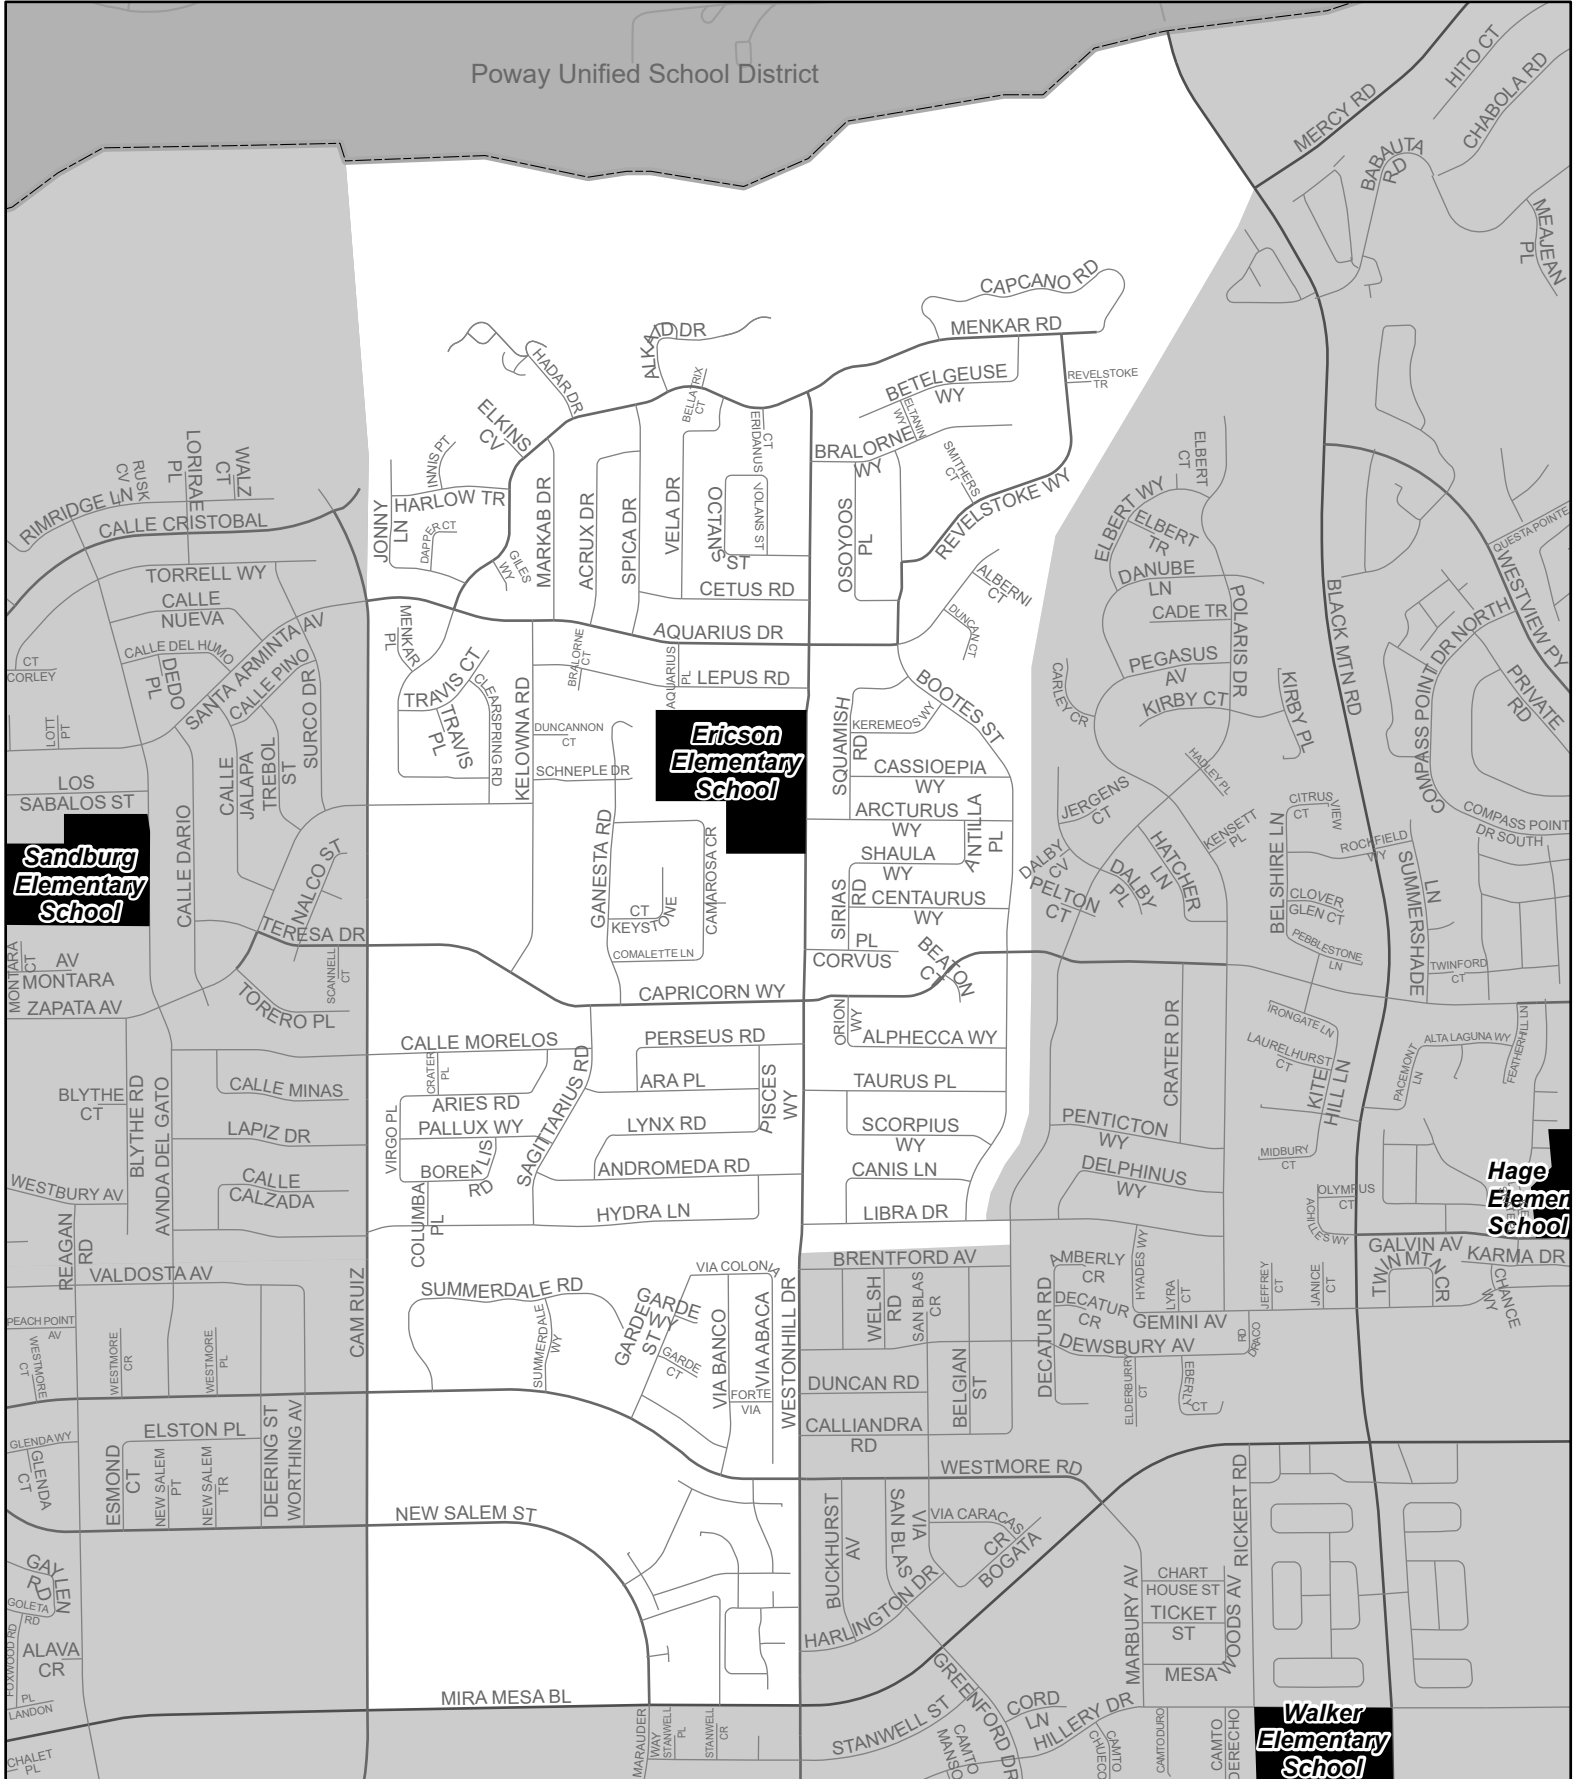 Poway Unified School District
MERCY RD
HITO CT
CHABOLA RD
BABAUTA
RD
MEAJEAN
PL
CAPCANO RD
MENKAR RD
ALKAID DR
HADAR DR
BELLATRIX
CT
BETELGEUSE
WY
REVELSTOKE
TR
ELTANIN
WY
ELKINS
CV
ERIDANUS
CT
BRALORNE
WY
SMITHERS
CT
INNIS PT
HARLOW TR
JONNY
LN
DAPPER CT
GILES
WY
MARKAB DR
ACRUX DR
SPICA DR
VELA DR
OCTANS
ST
VOLANS ST
CETUS RD
OSOYOOS
PL
REVELSTOKE WY
ALBERNI
CT
DUNCAN CT
ELBERT
CT
ELBERT WY
ELBERT
TR
DANUBE
LN
CADE TR
POLARIS DR
PEGASUS
AV
KIRBY CT
KIRBY PL
CARLEY CR
HADLEY PL
BLACK MTN RD
QUESTA POINTE
WESTVIEW PY
COMPASS POINT DR NORTH
PRIVATE
RD
COMPASS POINT
DR SOUTH
RIMRIDGE LN
RUSK
CV
LORIRAE
PL
WALZ
CT
CALLE CRISTOBAL
TORRELL WY
CALLE
NUEVA
CALLE DEL HUMO
DEDO
PL
SANTA ARMINTA AV
CALLE PINO
SURCO DR
CT
CORLEY
LOTT
PT
LOS
SABALOS ST
CALLE
JALAPA
TREBOL
ST
CALLE DARIO
MENKAR
PL
AQUARIUS DR
BRALORNE
CT
AQUARIUS
PL
LEPUS RD
TRAVIS CT
TRAVIS
PL
CLEARSPRING RD
KELOWNA RD
DUNCANNON
CT
SCHNEPLE DR
Ericson
Elementary
School
SQUAMISH
RD
KEREMEOS WY
BOOTES ST
CASSIOEPIA
WY
ARCTURUS
WY
ANTILLA
PL
SHAULA
WY
SIRIAS
RD
CENTAURUS
WY
PL
CORVUS
BEATON
CT
JERGENS
CT
DALBY
CV
PELTON
CT
DALBY
PL
HATCHER
LN
KENSETT
PL
BELSHIRE LN
CITRUS
CT
VIEW
ROCKFIELD
WY
SUMMERSHADE
LN
CLOVER
GLEN CT
PEBBLESTONE
LN
TWINFORD
CT
Sandburg
Elementary
School
TERNALCO ST
TERESA DR
SCANNELL
CT
TORERO PL
MONTARA
CT
AV
MONTARA
ZAPATA AV
GANESTA RD
CT
KEYSTONE
CAMAROSA CR
COMALETTE LN
CAPRICORN WY
CALLE MORELOS
CRATER
PL
ARIES RD
PALLUX WY
VIRGO PL
BOREALIS
RD
COLUMBA
PL
SAGITTARIUS RD
PERSEUS RD
ARA PL
PISCES
WY
LYNX RD
ANDROMEDA RD
HYDRA LN
ORION
WY
ALPHECCA WY
TAURUS PL
SCORPIUS
WY
CANIS LN
LIBRA DR
CRATER DR
PENTICTON
WY
DELPHINUS
WY
IRONGATE LN
LAURELHURST
CT
KITE
HILL LN
MIDBURY
CT
PACEMONT
LN
ALTA LAGUNA WY
FEATHERHILL LN
OLYMPUS
CT
ACHILLES WY
Hage
Elemen
School
GALVIN AV
KARMA DR
TWIN MTN CR
CHANCE
WY
BLYTHE
CT
BLYTHE RD
AVNDA DEL GATO
CALLE MINAS
LAPIZ DR
CALLE
CALZADA
WESTBURY AV
REAGAN
RD
VALDOSTA AV
PEACH POINT
AV
WESTMORE
CT
WESTMORE
CR
WESTMORE
PL
CAM RUIZ
SUMMERDALE RD
SUMMERDALE
WY
GARDE
WY
GARDE
ST
GARDE
CT
VIA COLONIA
VIA BANCO
VIA ABACA
FORTE
VIA
WESTONHILL DR
BRENTFORD AV
WELSH
RD
SAN BLAS
CR
DUNCAN RD
CALLIANDRA
RD
BELGIAN
ST
DECATUR RD
AMBERLY
CR
DECATUR
CR
HYADES WY
LYRA
CT
GEMINI AV
DEWSBURY AV
JEFFREY
CT
JANICE
CT
RD
DRACO
ELDERBURRY
CT
EBERLY
CT
GLENDA WY
GLENDA
CT
ESMOND
CT
ELSTON PL
NEW SALEM
PT
NEW SALEM
TR
DEERING ST
WORTHING AV
NEW SALEM ST
WESTMORE RD
BUCKHURST
AV
SAN BLAS
VIA
VIA CARACAS
CR
BOGATA
HARLINGTON DR
RICKERT RD
MARBURY AV
CHART
HOUSE ST
TICKET
ST
MESA
WOODS AV
GAYLLEN
RD
GOLETA
RD
FOXWOOD RD
ALAVA
CR
PL
LANDON
CHALET
PL
MIRA MESA BL
MARAUDER
WAY
STANWELL
PL
STANWELL
CR
STANWELL ST
GREENFORD DR
CORD
LN
HILLERY DR
CAMTO
MANSO
CAMTO
CHUECO
CAMTO DURO
CAMTO
DERECHO
Walker
Elementary
School